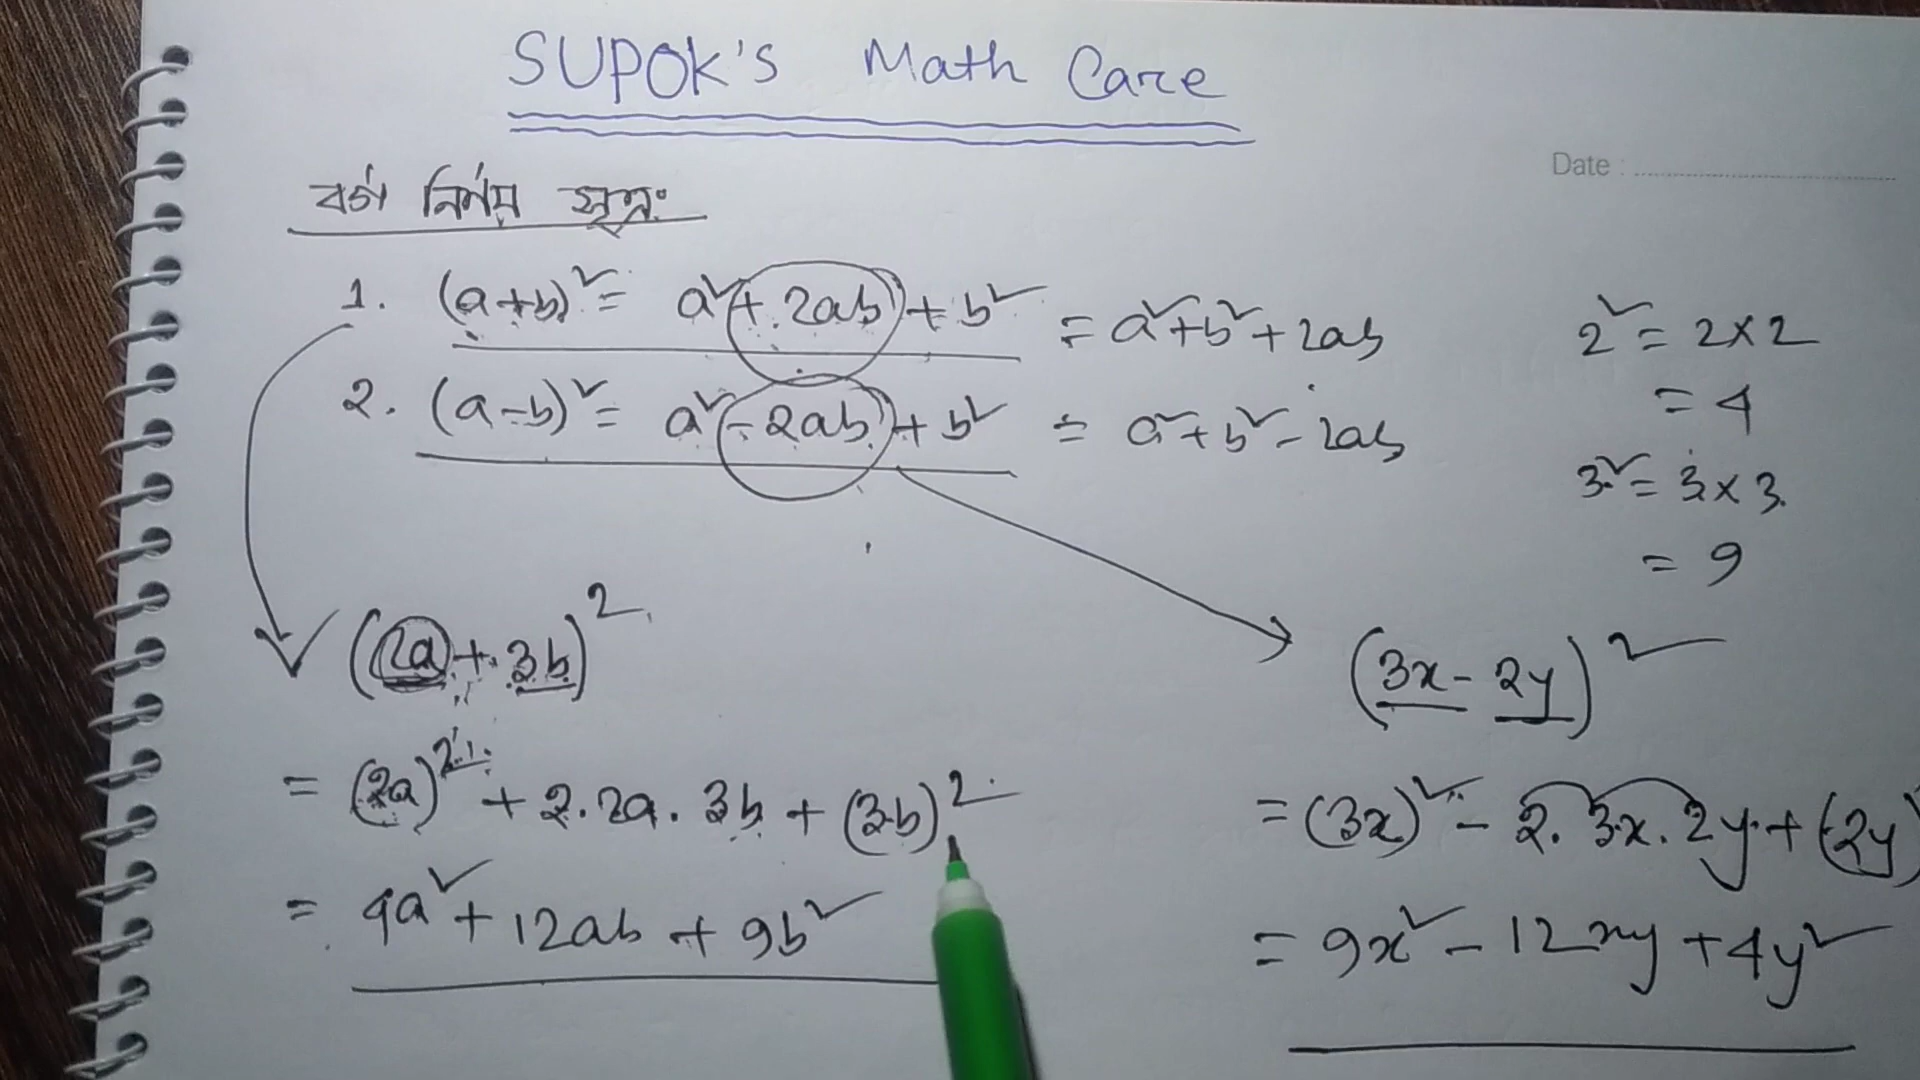 SUPOK's Math Care
Date :
বর্গ নির্ণয় সূত্রঃ
1. (a+b)² = a² + 2ab + b² = a²+b²+2ab
2. (a-b)² = a² - 2ab + b² = a²+b²-2ab
2² = 2×2
= 4
3² = 3×3
= 9
(2a+3b)²
= (2a)² + 2.2a.3b + (3b)²
= 4a² + 12ab + 9b²
(3x-2y)²
= (3x)² - 2.3x.2y + (2y)
= 9x² - 12xy + 4y²